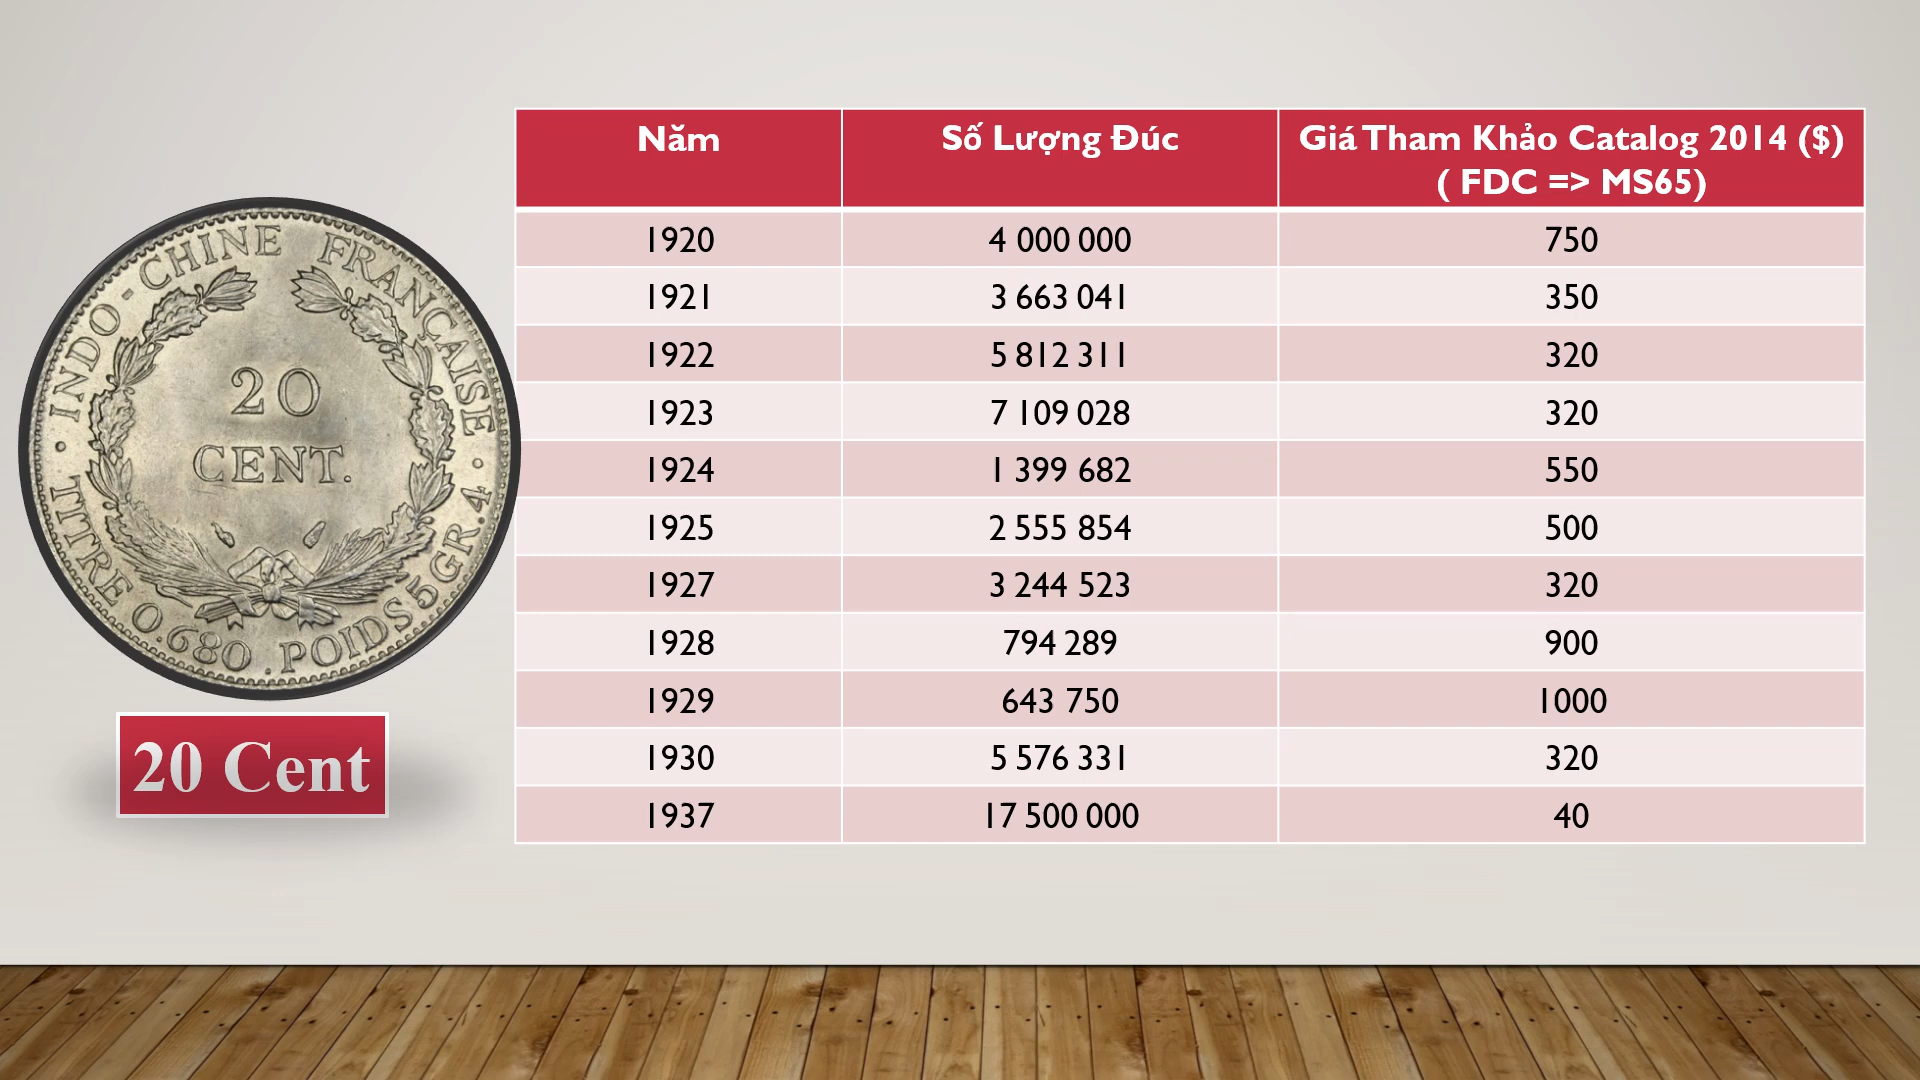 INDO-CHINE FRANÇAISE
20
CENT.
TITRE 0.680. POIDS 5 GR. 4
20 Cent
Năm Số Lượng Đúc Giá Tham Khảo Catalog 2014 ($)
( FDC => MS65)
1920 4 000 000 750
1921 3 663 041 350
1922 5 812 311 320
1923 7 109 028 320
1924 1 399 682 550
1925 2 555 854 500
1927 3 244 523 320
1928 794 289 900
1929 643 750 1000
1930 5 576 331 320
1937 17 500 000 40